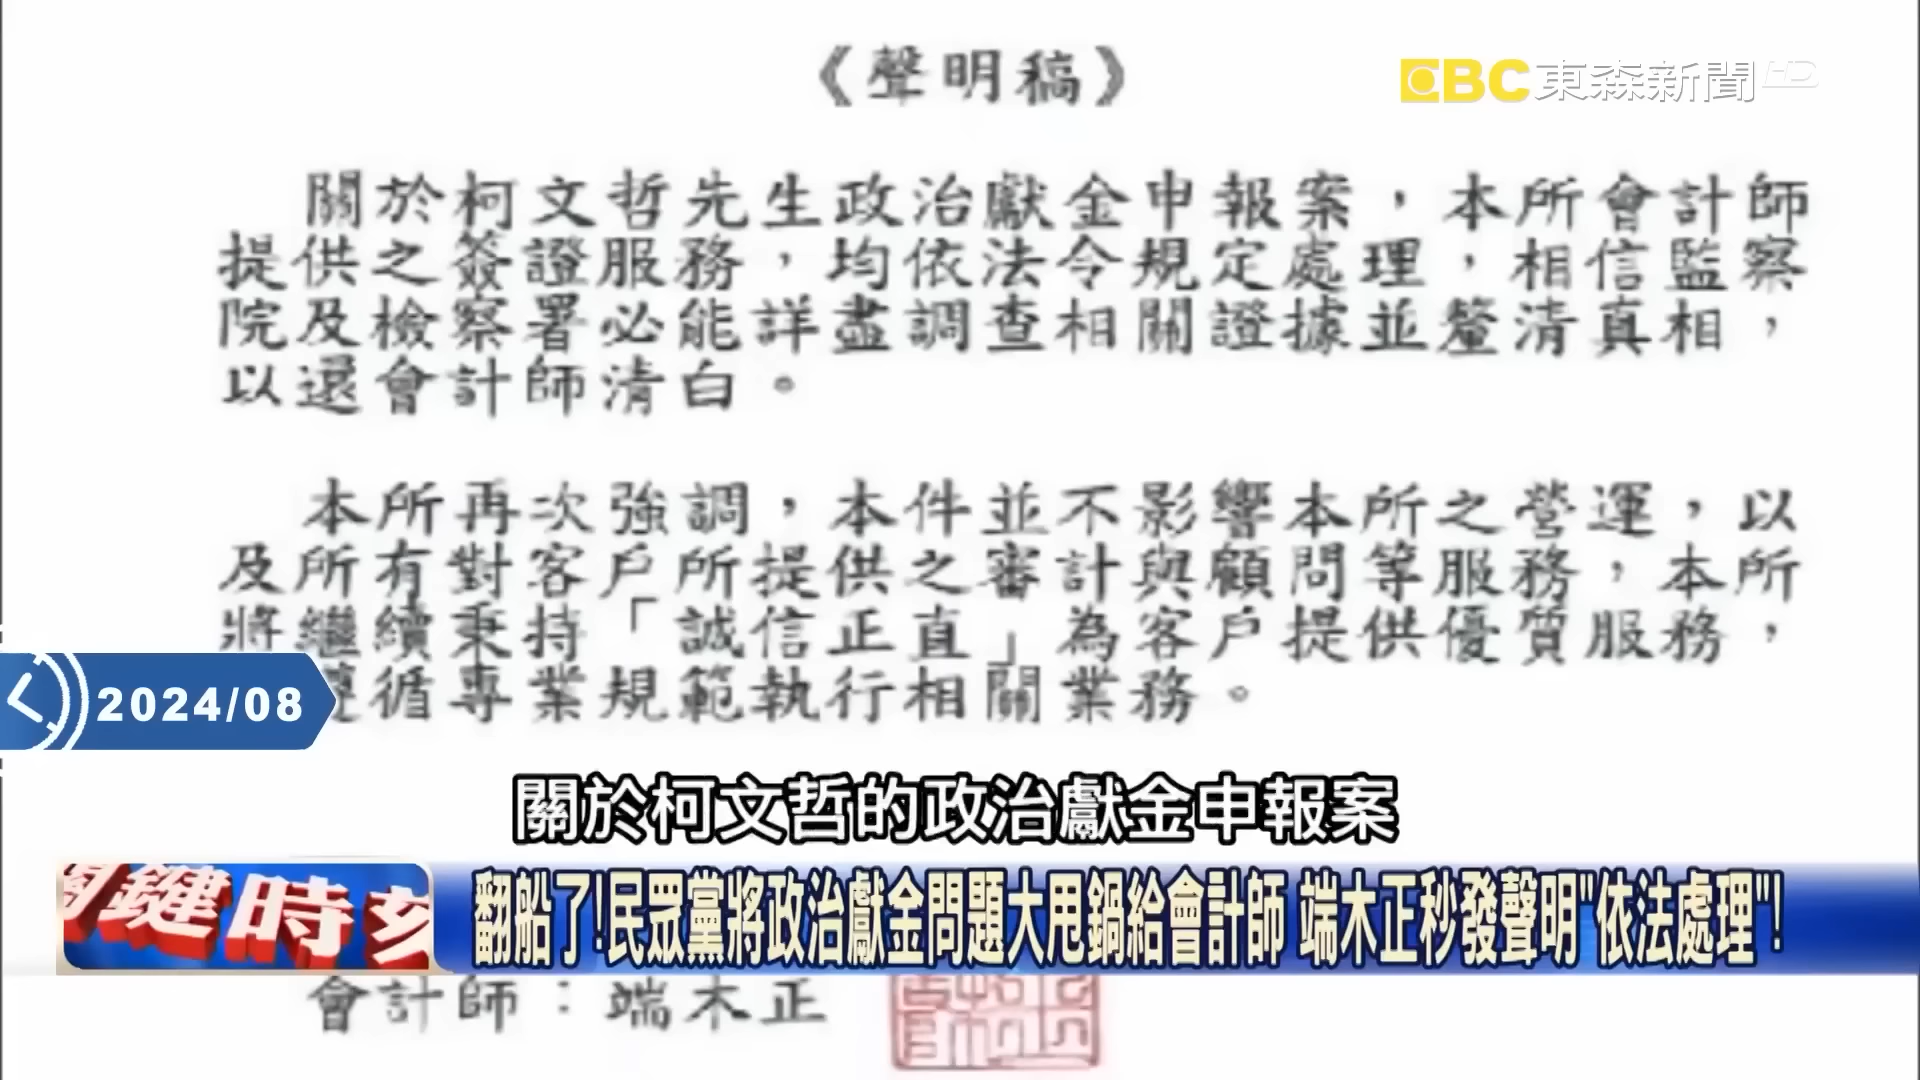 《聲明稿》
EBC東森新聞HD
關於柯文哲先生政治獻金申報案，本所會計師
提供之簽證服務，均依法令規定處理，相信監察
院及檢察署必能詳盡調查相關證據並釐清真相，
以還會計師清白。
本所再次強調，本件並不影響本所之營運，以
及所有對客戶所提供之審計與顧問等服務，本所
將繼續秉持「誠信正直」為客戶提供優質服務，
遵循專業規範執行相關業務。
2024/08
關於柯文哲的政治獻金申報案
關鍵時刻
翻船了!民眾黨將政治獻金問題大甩鍋給會計師 端木正秒發聲明"依法處理"!
會計師：端木正